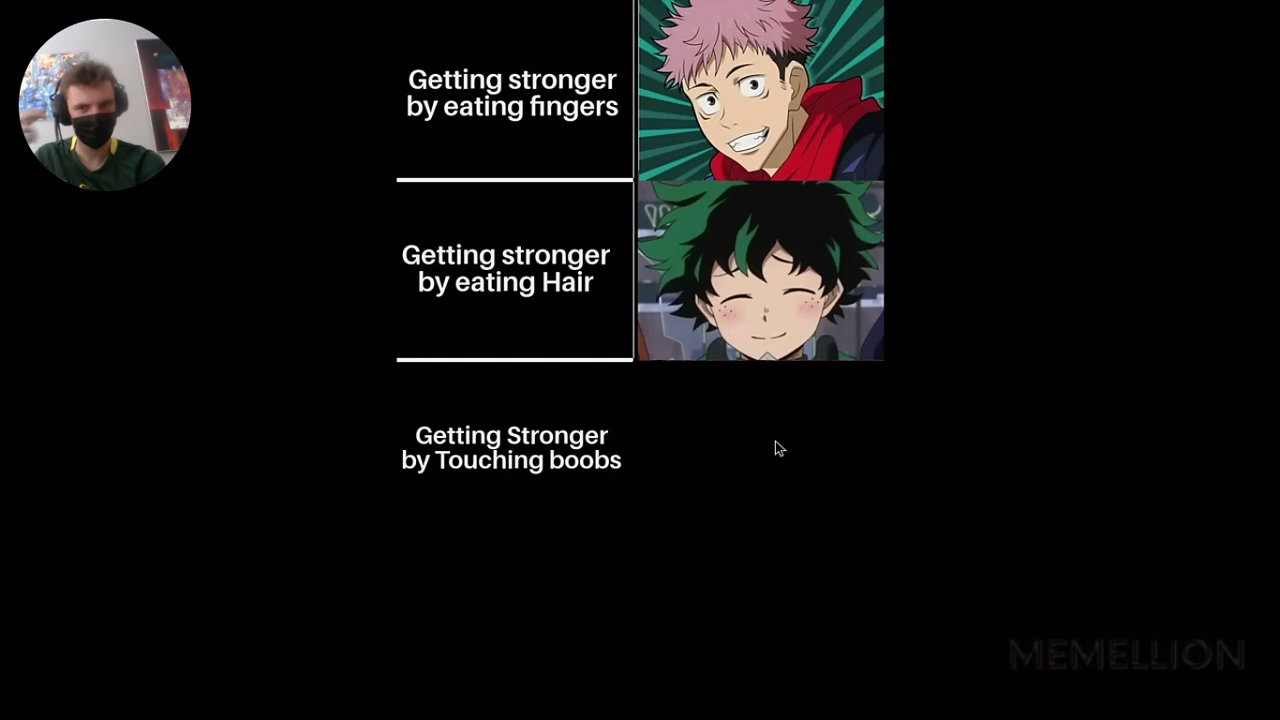 Getting stronger
by eating fingers
Getting stronger
by eating Hair
Getting Stronger
by Touching boobs
MEMELLION